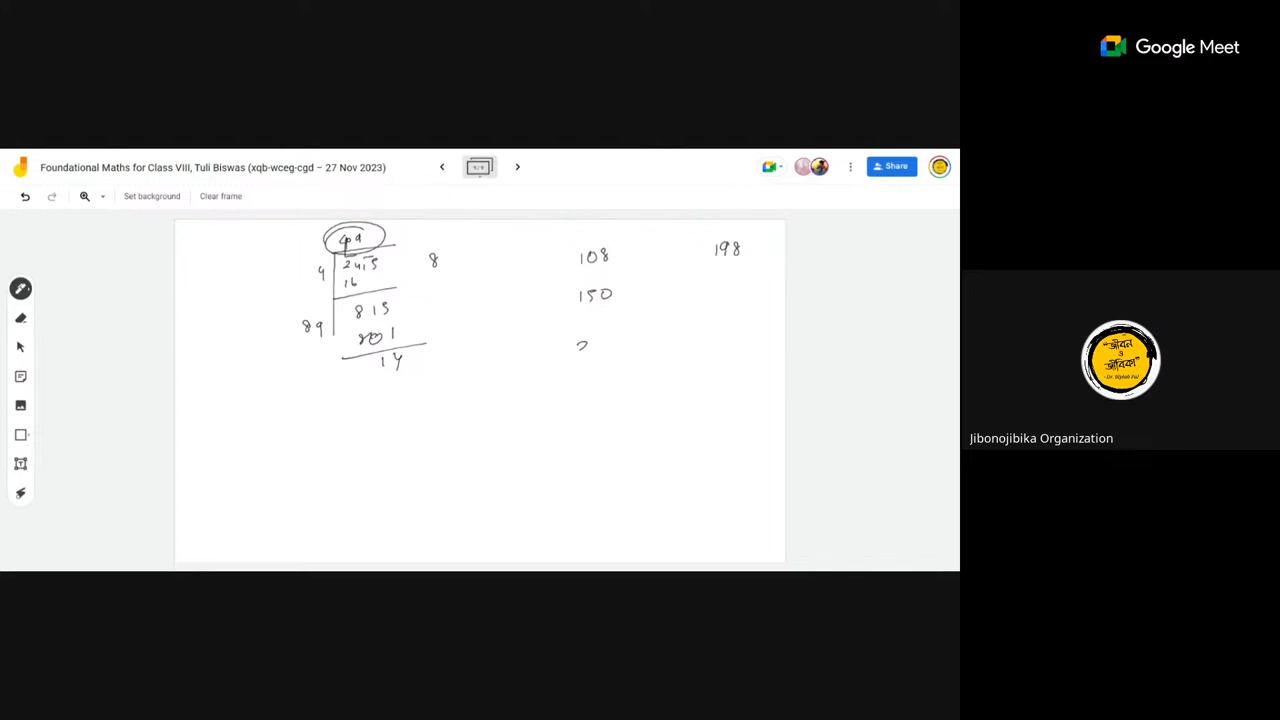 Google Meet
Foundational Maths for Class VIII, Tuli Biswas (xqb-wceg-cgd – 27 Nov 2023)
Share
Set background
Clear frame
49
4
2415
8
108
198
16
150
89
815
801
14
"জীবন
ও
জীবিকা"
Jibonojibika Organization